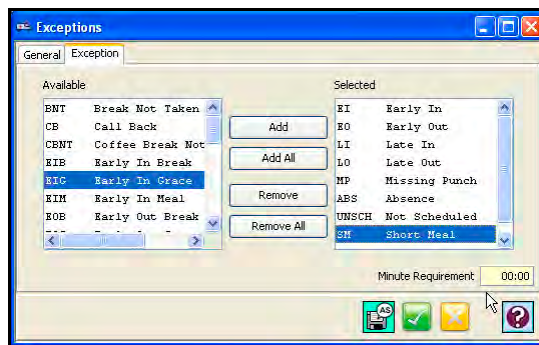 Exceptions
General Exception
Available
Selected
BNT Break Not Taken
CB Call Back
CBNT Coffee Break Not
EIB Early In Break
EIG Early In Grace
EIM Early In Meal
EOB Early Out Break
Add
Add All
Remove
Remove All
EI Early In
EO Early Out
LI Late In
LO Late Out
MP Missing Punch
ABS Absence
UNSCH Not Scheduled
SM Short Meal
Minute Requirement 00:00
AS